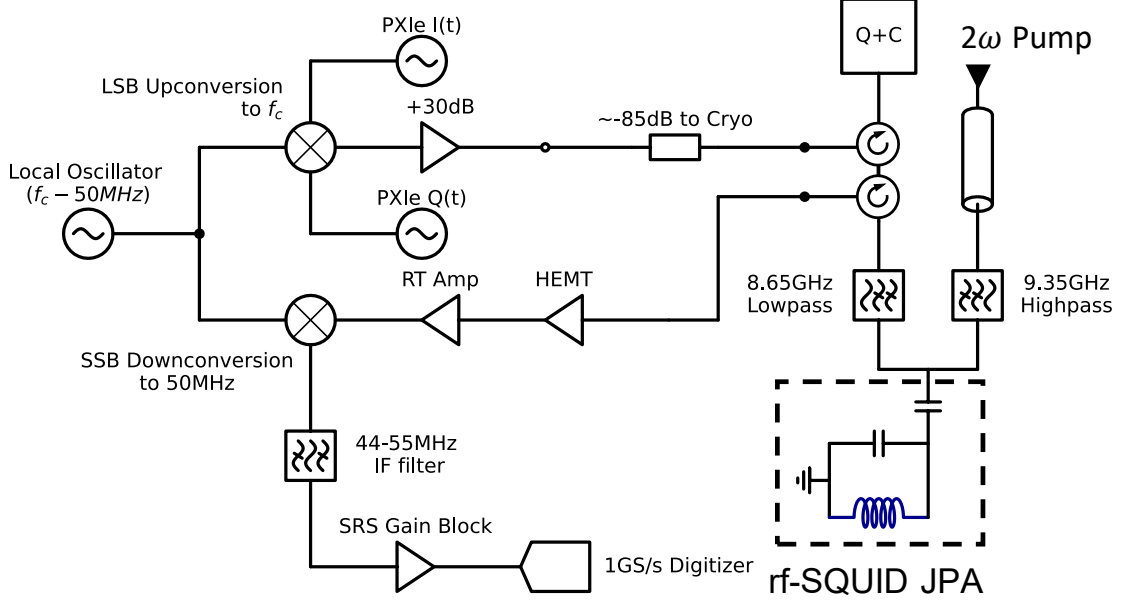 PXIe I(t)
LSB Upconversion
to f_c
+30dB
~-85dB to Cryo
Q+C
2ω Pump
Local Oscillator
(f_c − 50MHz)
PXIe Q(t)
RT Amp
HEMT
8.65GHz
Lowpass
9.35GHz
Highpass
SSB Downconversion
to 50MHz
44-55MHz
IF filter
SRS Gain Block
1GS/s Digitizer
rf-SQUID JPA